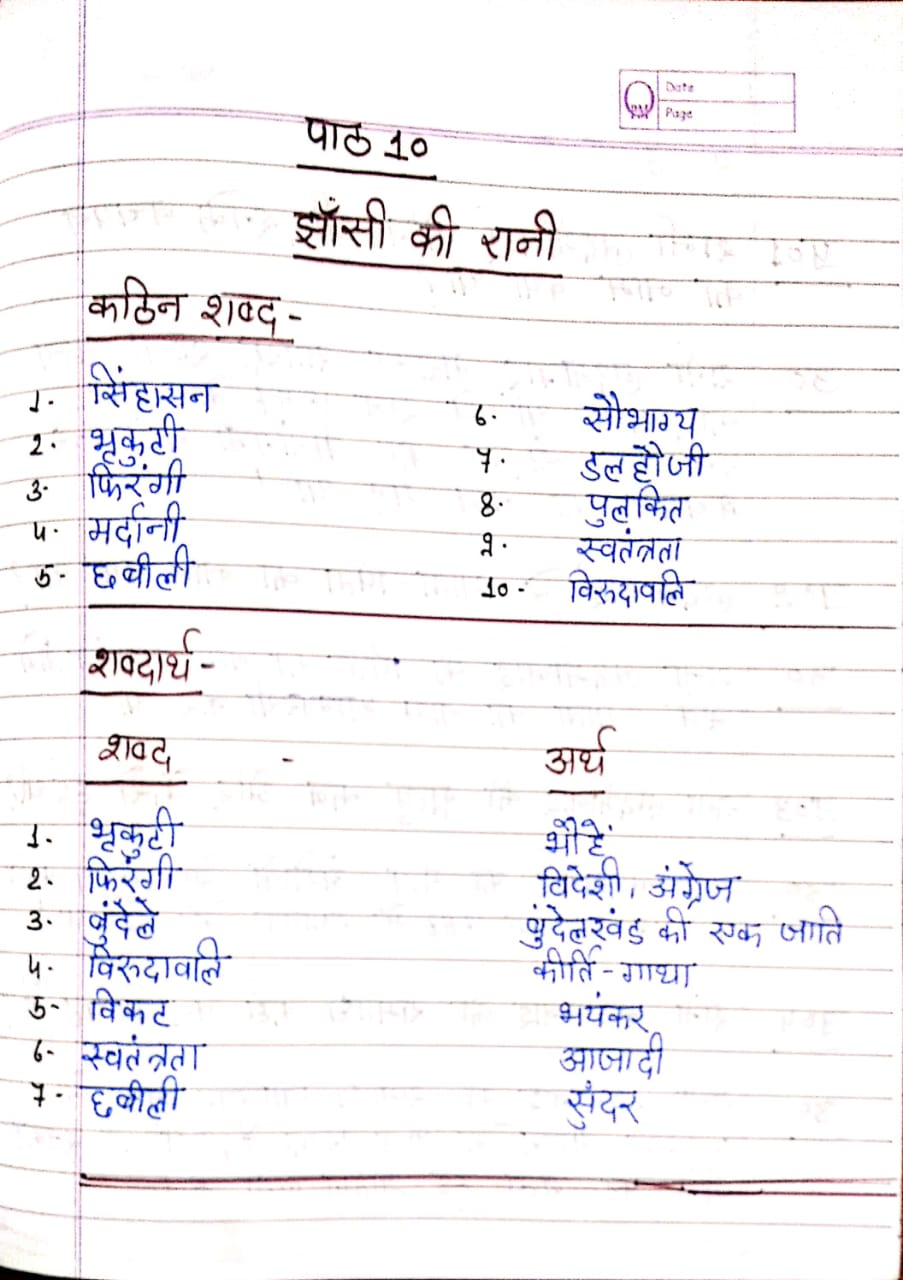 Date
Page
पाठ 10
झाँसी की रानी
कठिन शब्द -
1. सिंहासन
2. भृकुटी
3. फिरंगी
4. मर्दानी
5- छबीली
6. सौभाग्य
7. डलहौजी
8. पुलकित
9. स्वतंत्रता
10- विरुदावलि
शब्दार्थ -
शब्द - अर्थ
1. भृकुटी भौहें
2. फिरंगी विदेशी, अंग्रेज
3. बुंदेले बुंदेलखंड की एक जाति
4. विरुदावलि कीर्ति-गाथा
5- विकट भयंकर
6- स्वतंत्रता आजादी
7- छबीली सुंदर